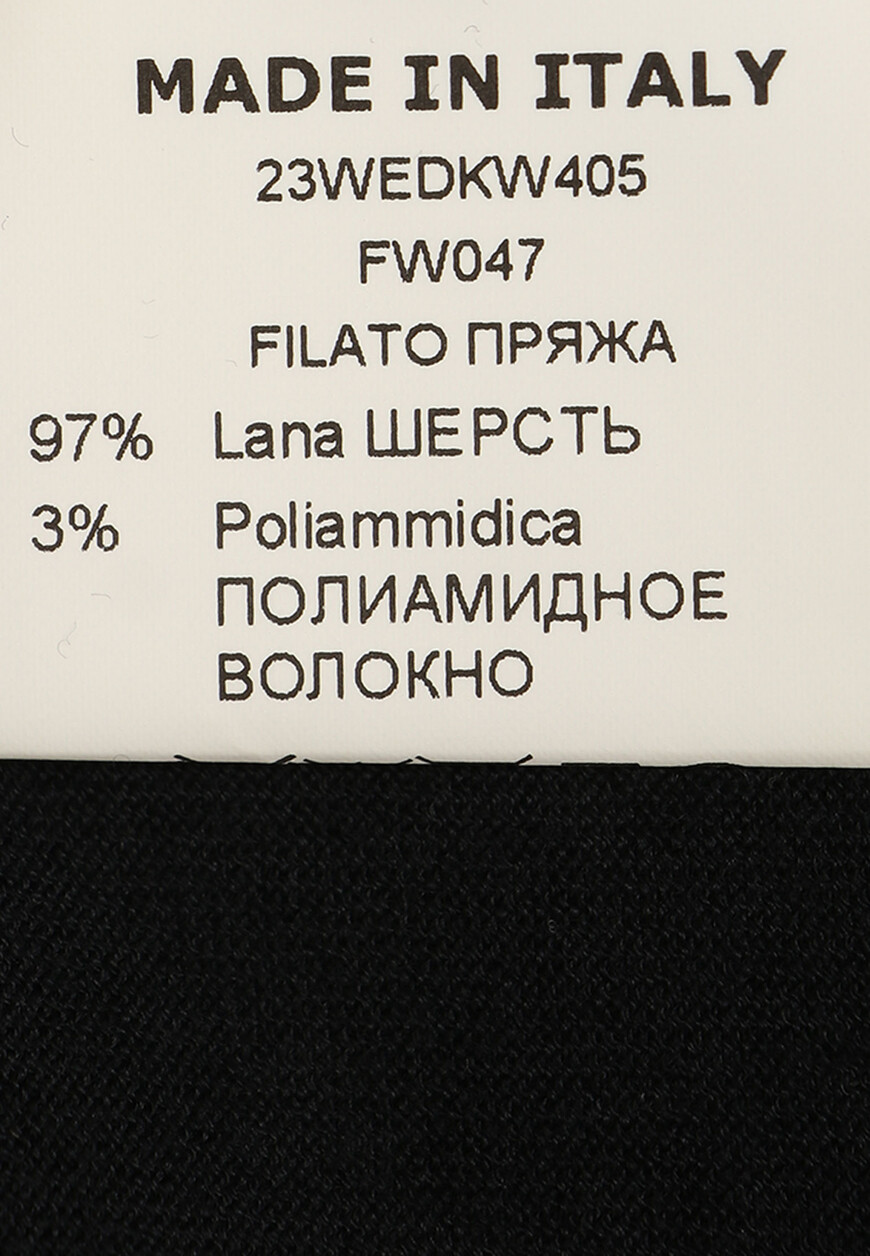 MADE IN ITALY
23WEDKW405
FW047
FILATO ПРЯЖА
97% Lana ШЕРСТЬ
3% Poliammidica
ПОЛИАМИДНОЕ
ВОЛОКНО